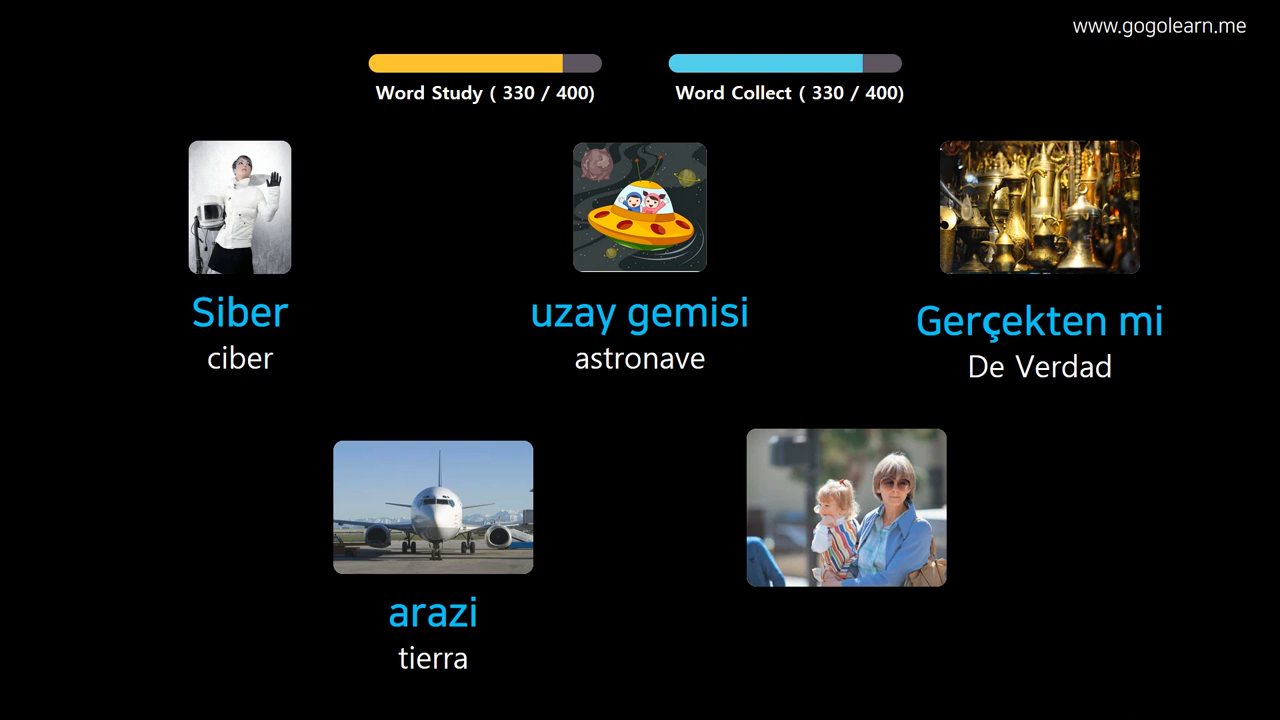 www.gogolearn.me
Word Study ( 330 / 400)
Word Collect ( 330 / 400)
Siber
ciber
uzay gemisi
astronave
Gerçekten mi
De Verdad
arazi
tierra